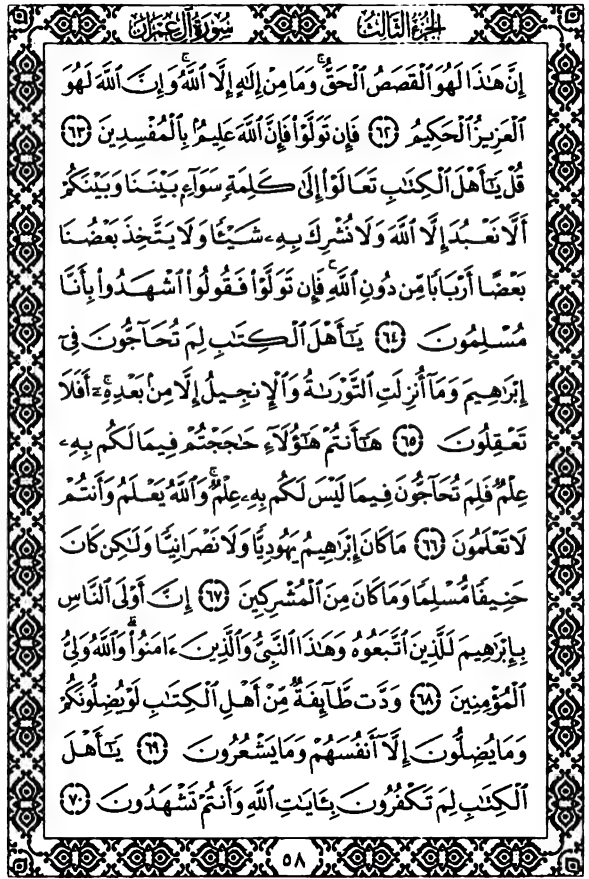 الجزء الثالث
سورة آل عمران
إِنَّ هَٰذَا لَهُوَ ٱلْقَصَصُ ٱلْحَقُّ ۚ وَمَا مِنْ إِلَٰهٍ إِلَّا ٱللَّهُ ۚ وَإِنَّ ٱللَّهَ لَهُوَ
ٱلْعَزِيزُ ٱلْحَكِيمُ ٦٢ فَإِن تَوَلَّوْا۟ فَإِنَّ ٱللَّهَ عَلِيمٌۢ بِٱلْمُفْسِدِينَ ٦٣
قُلْ يَٰٓأَهْلَ ٱلْكِتَٰبِ تَعَالَوْا۟ إِلَىٰ كَلِمَةٍ سَوَآءٍۭ بَيْنَنَا وَبَيْنَكُمْ
أَلَّا نَعْبُدَ إِلَّا ٱللَّهَ وَلَا نُشْرِكَ بِهِۦ شَيْـًٔا وَلَا يَتَّخِذَ بَعْضُنَا
بَعْضًا أَرْبَابًا مِّن دُونِ ٱللَّهِ ۚ فَإِن تَوَلَّوْا۟ فَقُولُوا۟ ٱشْهَدُوا۟ بِأَنَّا
مُسْلِمُونَ ٦٤ يَٰٓأَهْلَ ٱلْكِتَٰبِ لِمَ تُحَآجُّونَ فِىٓ
إِبْرَٰهِيمَ وَمَآ أُنزِلَتِ ٱلتَّوْرَىٰةُ وَٱلْإِنجِيلُ إِلَّا مِنۢ بَعْدِهِۦٓ ۚ أَفَلَا
تَعْقِلُونَ ٦٥ هَٰٓأَنتُمْ هَٰٓؤُلَآءِ حَٰجَجْتُمْ فِيمَا لَكُم بِهِۦ
عِلْمٌ فَلِمَ تُحَآجُّونَ فِيمَا لَيْسَ لَكُم بِهِۦ عِلْمٌ ۚ وَٱللَّهُ يَعْلَمُ وَأَنتُمْ
لَا تَعْلَمُونَ ٦٦ مَا كَانَ إِبْرَٰهِيمُ يَهُودِيًّا وَلَا نَصْرَانِيًّا وَلَٰكِن كَانَ
حَنِيفًا مُّسْلِمًا وَمَا كَانَ مِنَ ٱلْمُشْرِكِينَ ٦٧ إِنَّ أَوْلَى ٱلنَّاسِ
بِإِبْرَٰهِيمَ لَلَّذِينَ ٱتَّبَعُوهُ وَهَٰذَا ٱلنَّبِىُّ وَٱلَّذِينَ ءَامَنُوا۟ ۗ وَٱللَّهُ وَلِىُّ
ٱلْمُؤْمِنِينَ ٦٨ وَدَّت طَّآئِفَةٌ مِّنْ أَهْلِ ٱلْكِتَٰبِ لَوْ يُضِلُّونَكُمْ
وَمَا يُضِلُّونَ إِلَّآ أَنفُسَهُمْ وَمَا يَشْعُرُونَ ٦٩ يَٰٓأَهْلَ
ٱلْكِتَٰبِ لِمَ تَكْفُرُونَ بِـَٔايَٰتِ ٱللَّهِ وَأَنتُمْ تَشْهَدُونَ ٧٠
٥٨